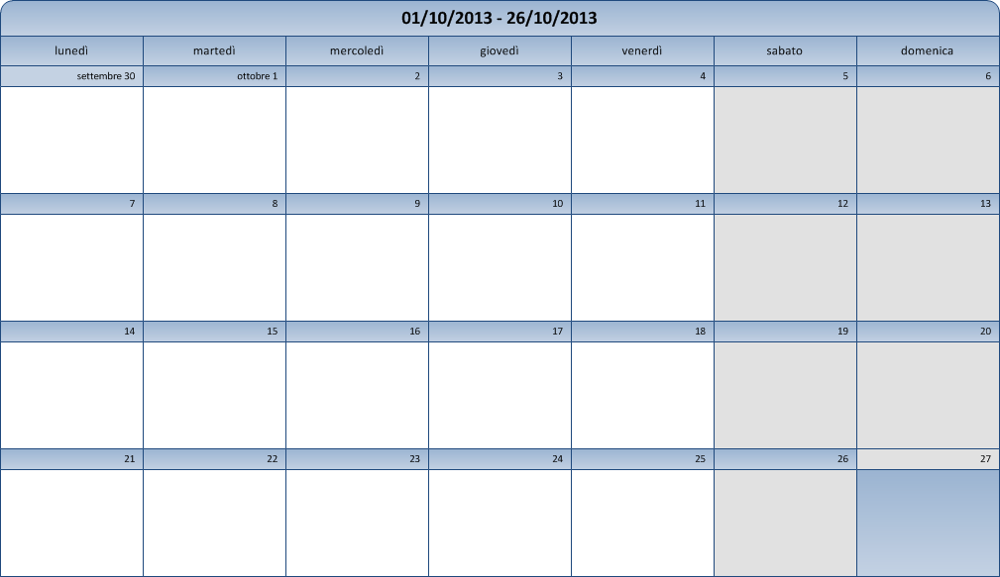 01/10/2013 - 26/10/2013
lunedì martedì mercoledì giovedì venerdì sabato domenica
settembre 30 ottobre 1 2 3 4 5 6
7 8 9 10 11 12 13
14 15 16 17 18 19 20
21 22 23 24 25 26 27